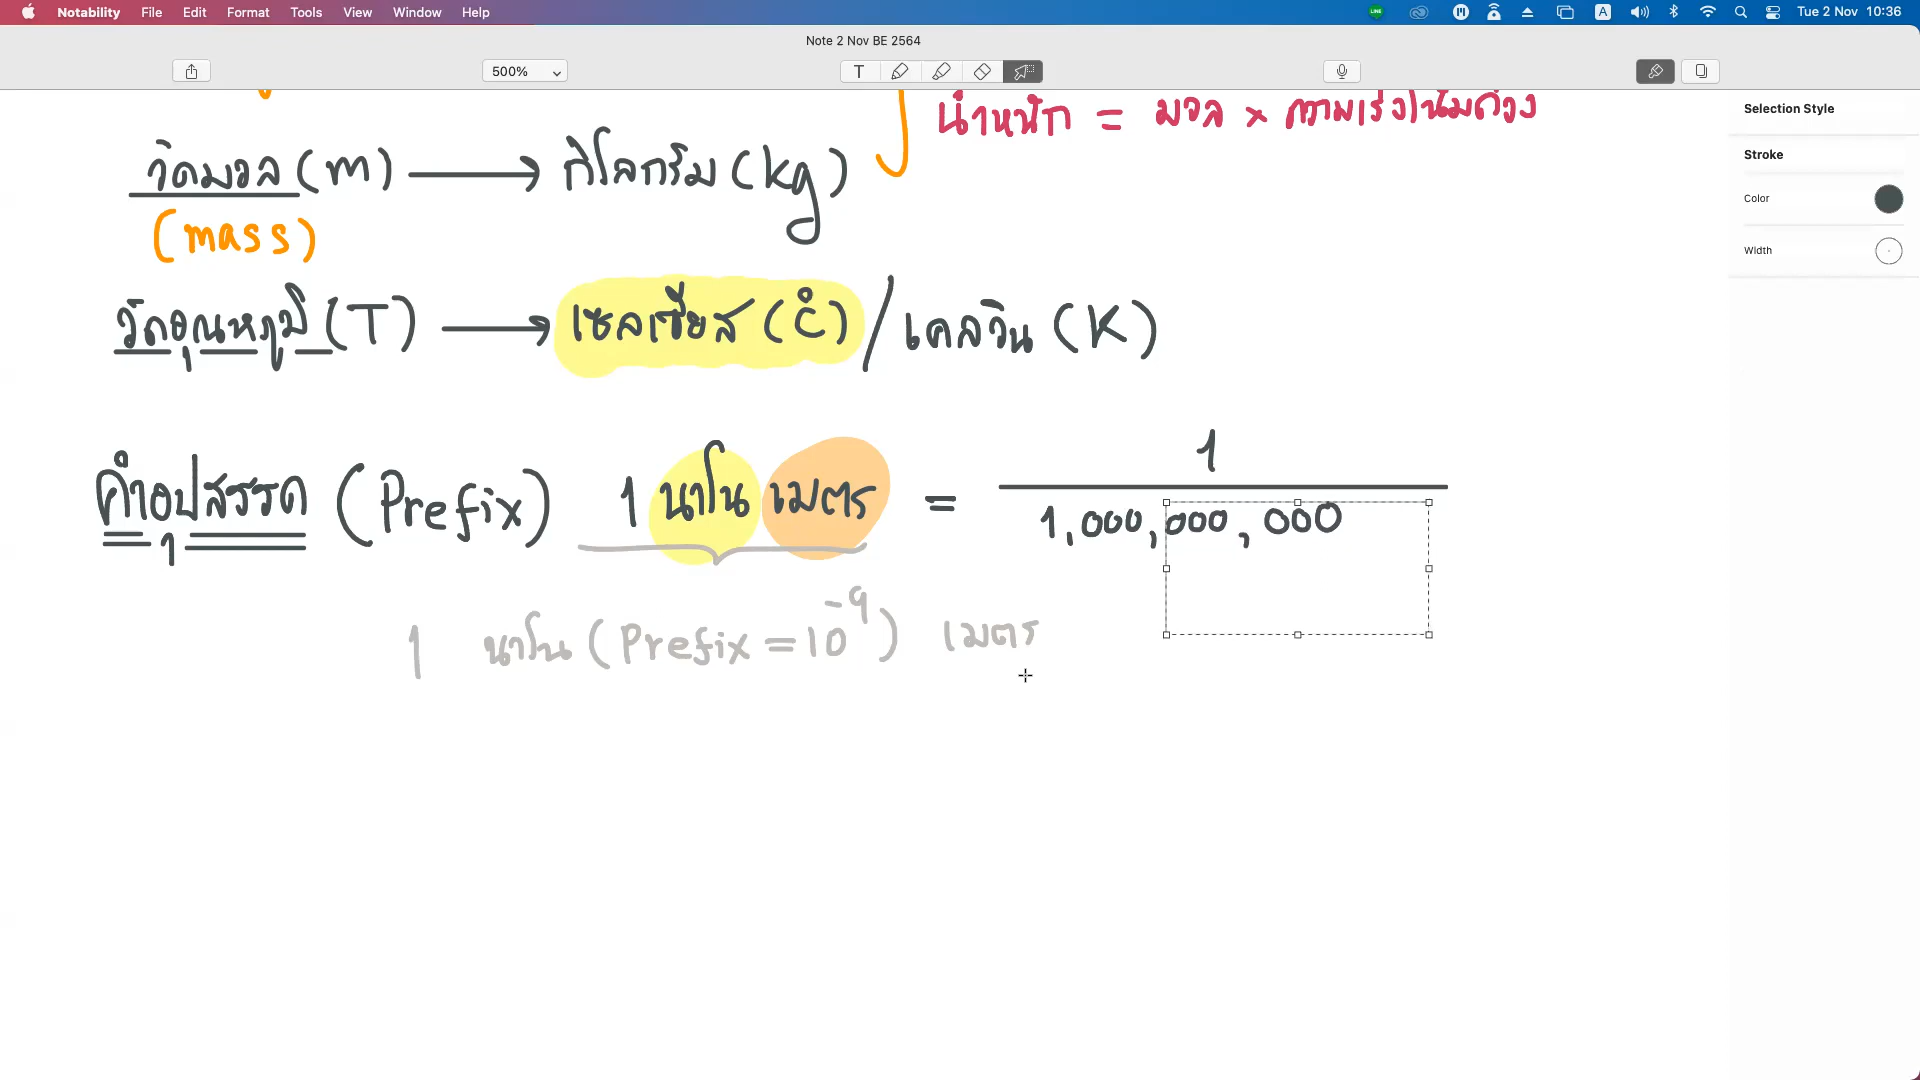 Notability File Edit Format Tools View Window Help LINE A Tue 2 Nov 10:36
Note 2 Nov BE 2564
500% T
น้ำหนัก = มวล × ความเร่งโน้มถ่วง
วัดมวล (m) → กิโลกรัม (kg)
(mass)
วัดอุณหภูมิ (T) → เซลเซียส (°C) / เคลวิน (K)
คำอุปสรรค (Prefix) 1 นาโนเมตร = 1
1,000,000,000
1 นาโน (Prefix = 10⁻⁹) เมตร
Selection Style
Stroke
Color
Width